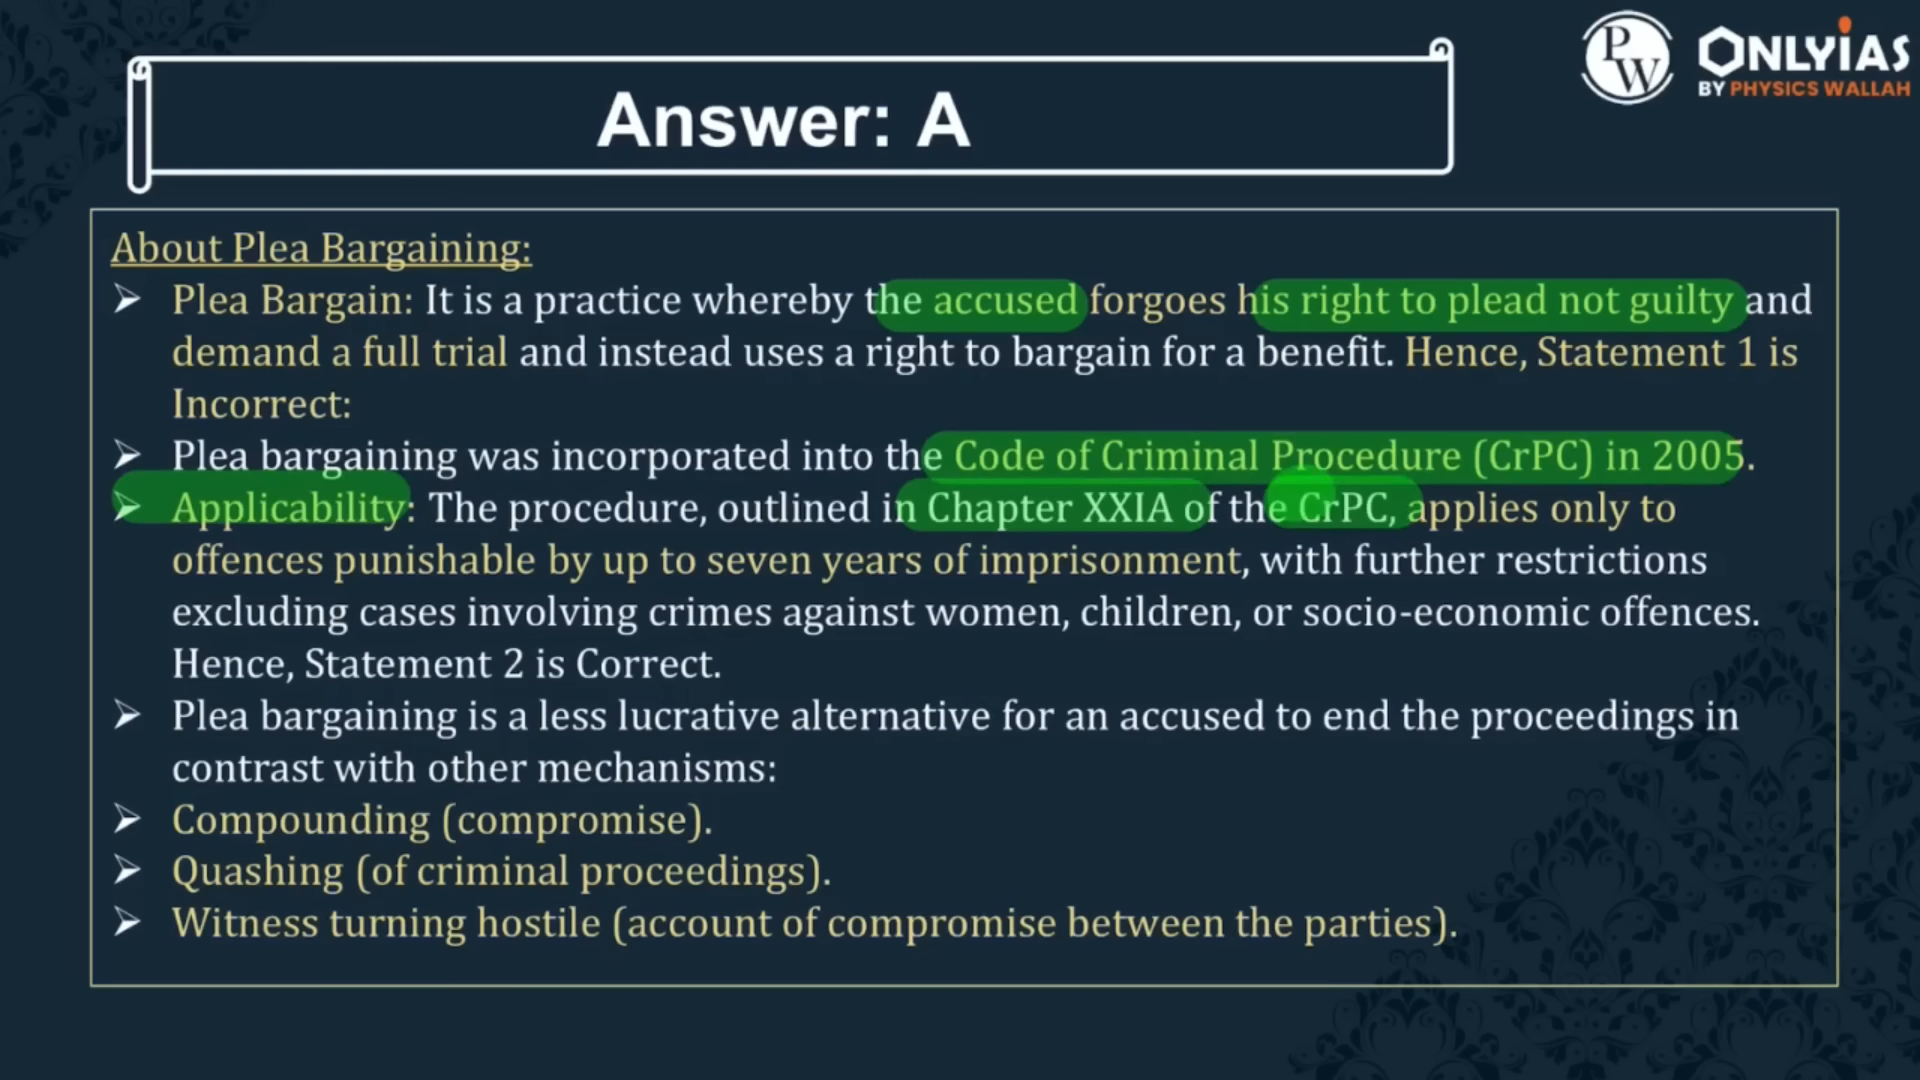 PW
ONLYiAS
BY PHYSICS WALLAH
Answer: A
About Plea Bargaining:
➢ Plea Bargain: It is a practice whereby the accused forgoes his right to plead not guilty and
demand a full trial and instead uses a right to bargain for a benefit. Hence, Statement 1 is
Incorrect:
➢ Plea bargaining was incorporated into the Code of Criminal Procedure (CrPC) in 2005.
➢ Applicability: The procedure, outlined in Chapter XXIA of the CrPC, applies only to
offences punishable by up to seven years of imprisonment, with further restrictions
excluding cases involving crimes against women, children, or socio-economic offences.
Hence, Statement 2 is Correct.
➢ Plea bargaining is a less lucrative alternative for an accused to end the proceedings in
contrast with other mechanisms:
➢ Compounding (compromise).
➢ Quashing (of criminal proceedings).
➢ Witness turning hostile (account of compromise between the parties).